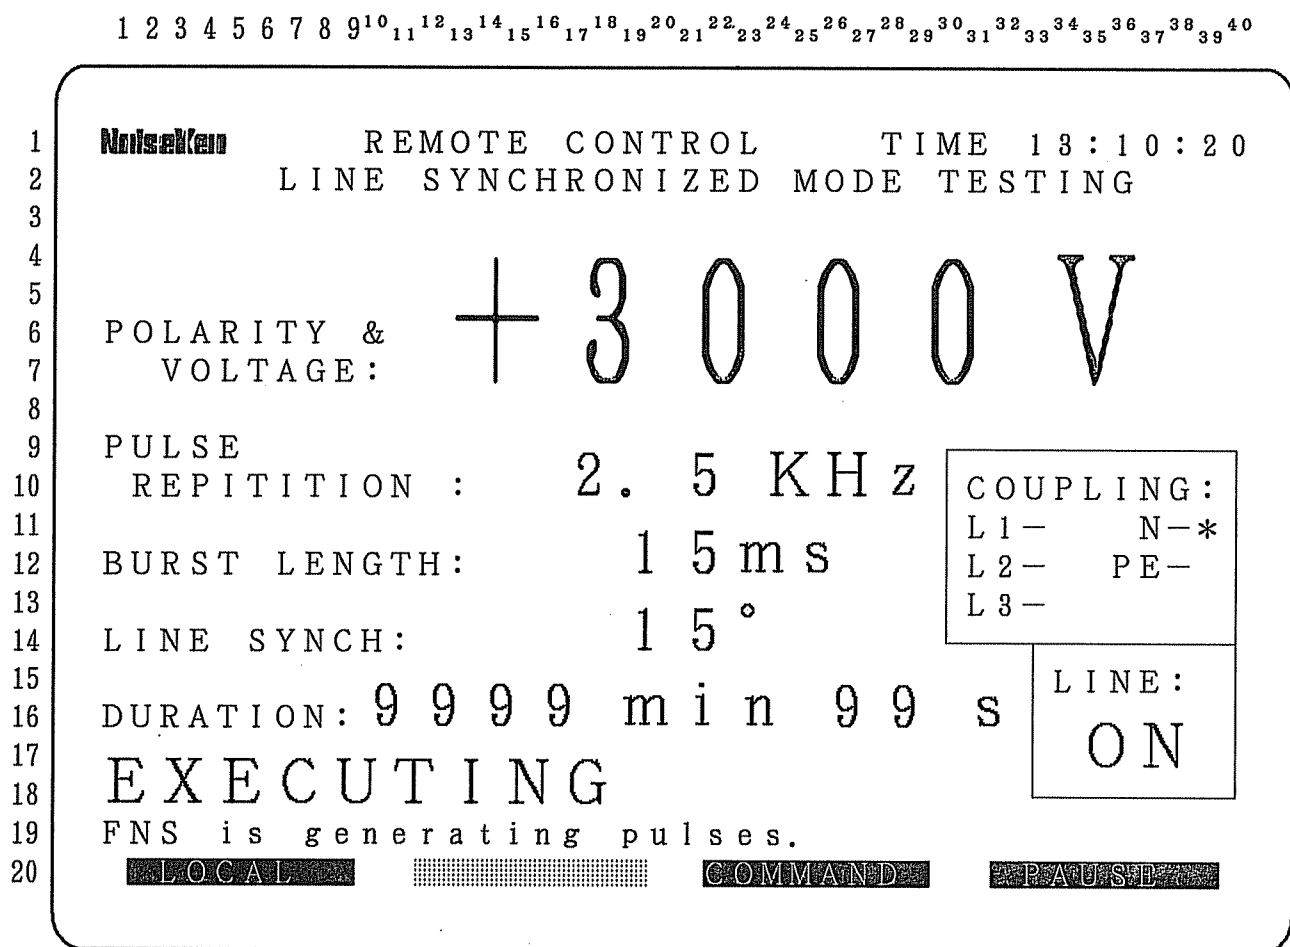 1 2 3 4 5 6 7 8 9 10 11 12 13 14 15 16 17 18 19 20 21 22 23 24 25 26 27 28 29 30 31 32 33 34 35 36 37 38 39 40
1 NoiseKen REMOTE CONTROL TIME 13:10:20
2 LINE SYNCHRONIZED MODE TESTING
3
4
5
+3000V
6 POLARITY &
7 VOLTAGE:
8
9 PULSE
10 REPITITION : 2.5 KHz COUPLING:
11 L1- N-*
12 BURST LENGTH: 15ms L2- PE-
13 L3-
14 LINE SYNCH: 15°
15 LINE:
16 DURATION: 9999 min 99 s
17 ON
18 EXECUTING
19 FNS is generating pulses.
20 LOCAL COMMAND PAUSE